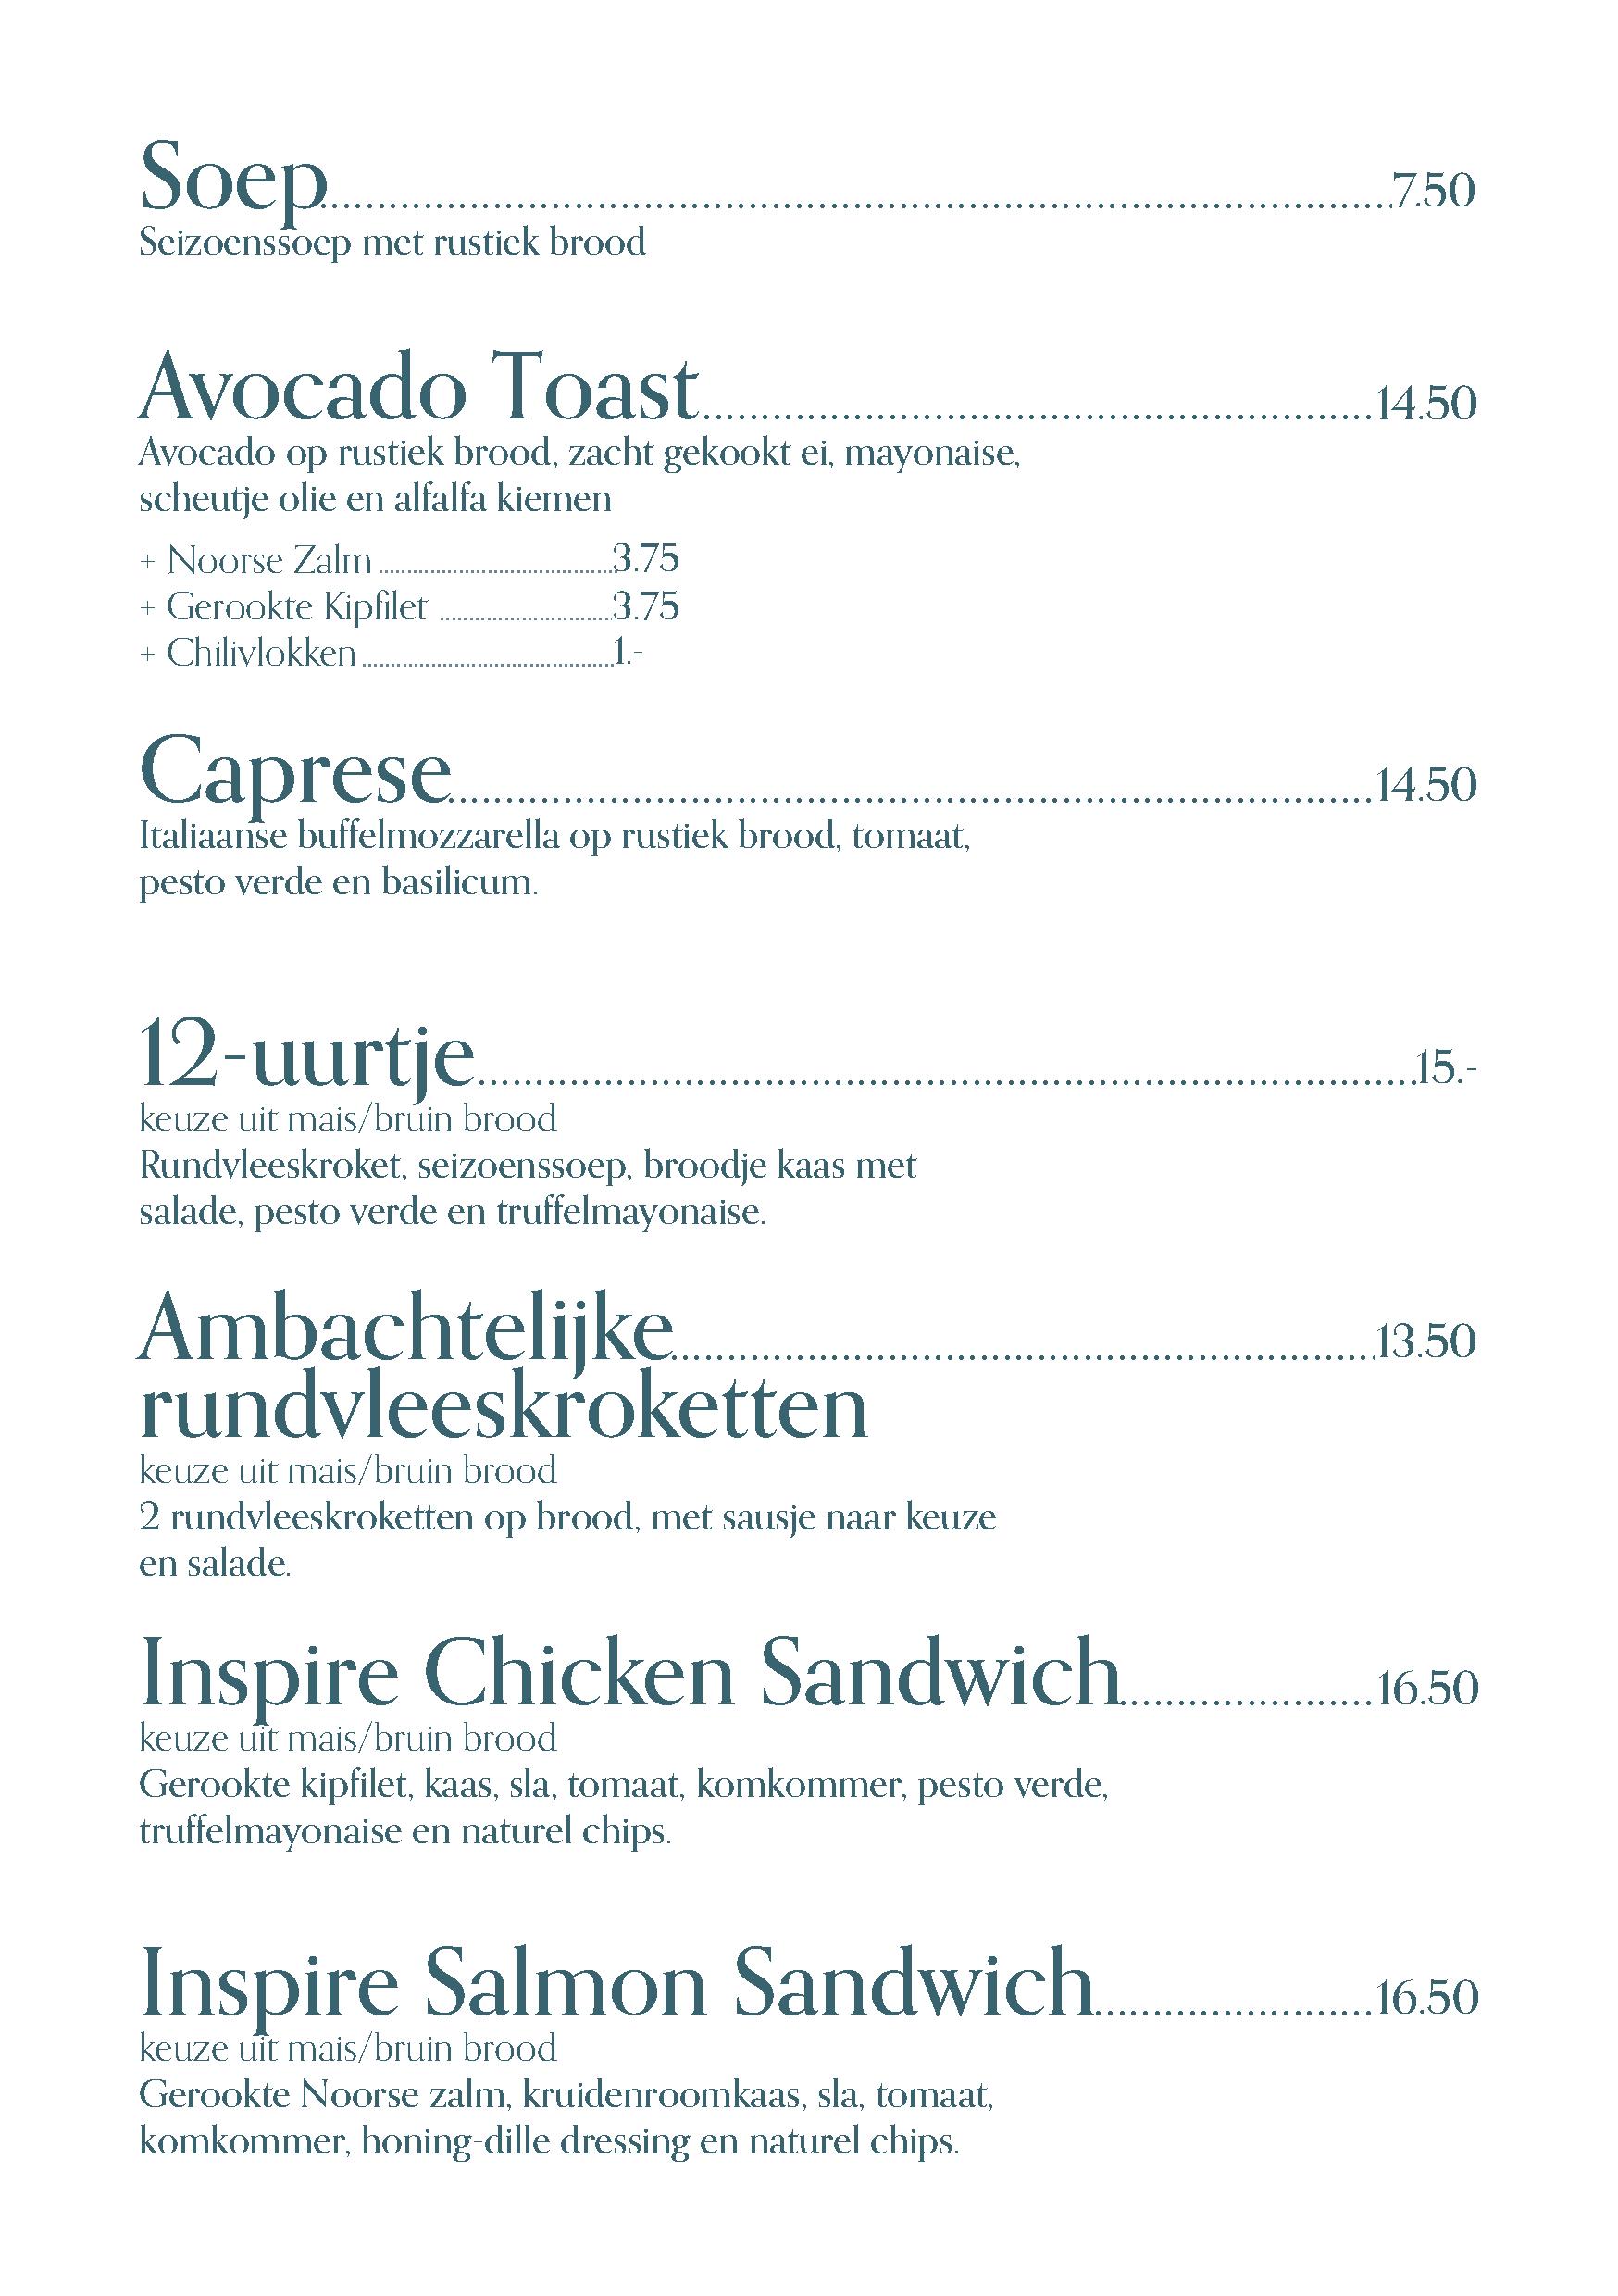 Soep 7.50
Seizoenssoep met rustiek brood
Avocado Toast 14.50
Avocado op rustiek brood, zacht gekookt ei, mayonaise,
scheutje olie en alfalfa kiemen
+ Noorse Zalm 3.75
+ Gerookte Kipfilet 3.75
+ Chilivlokken 1.-
Caprese 14.50
Italiaanse buffelmozzarella op rustiek brood, tomaat,
pesto verde en basilicum.
12-uurtje 15.-
keuze uit mais/bruin brood
Rundvleeskroket, seizoenssoep, broodje kaas met
salade, pesto verde en truffelmayonaise.
Ambachtelijke 13.50
rundvleeskroketten
keuze uit mais/bruin brood
2 rundvleeskroketten op brood, met sausje naar keuze
en salade.
Inspire Chicken Sandwich 16.50
keuze uit mais/bruin brood
Gerookte kipfilet, kaas, sla, tomaat, komkommer, pesto verde,
truffelmayonaise en naturel chips.
Inspire Salmon Sandwich 16.50
keuze uit mais/bruin brood
Gerookte Noorse zalm, kruidenroomkaas, sla, tomaat,
komkommer, honing-dille dressing en naturel chips.